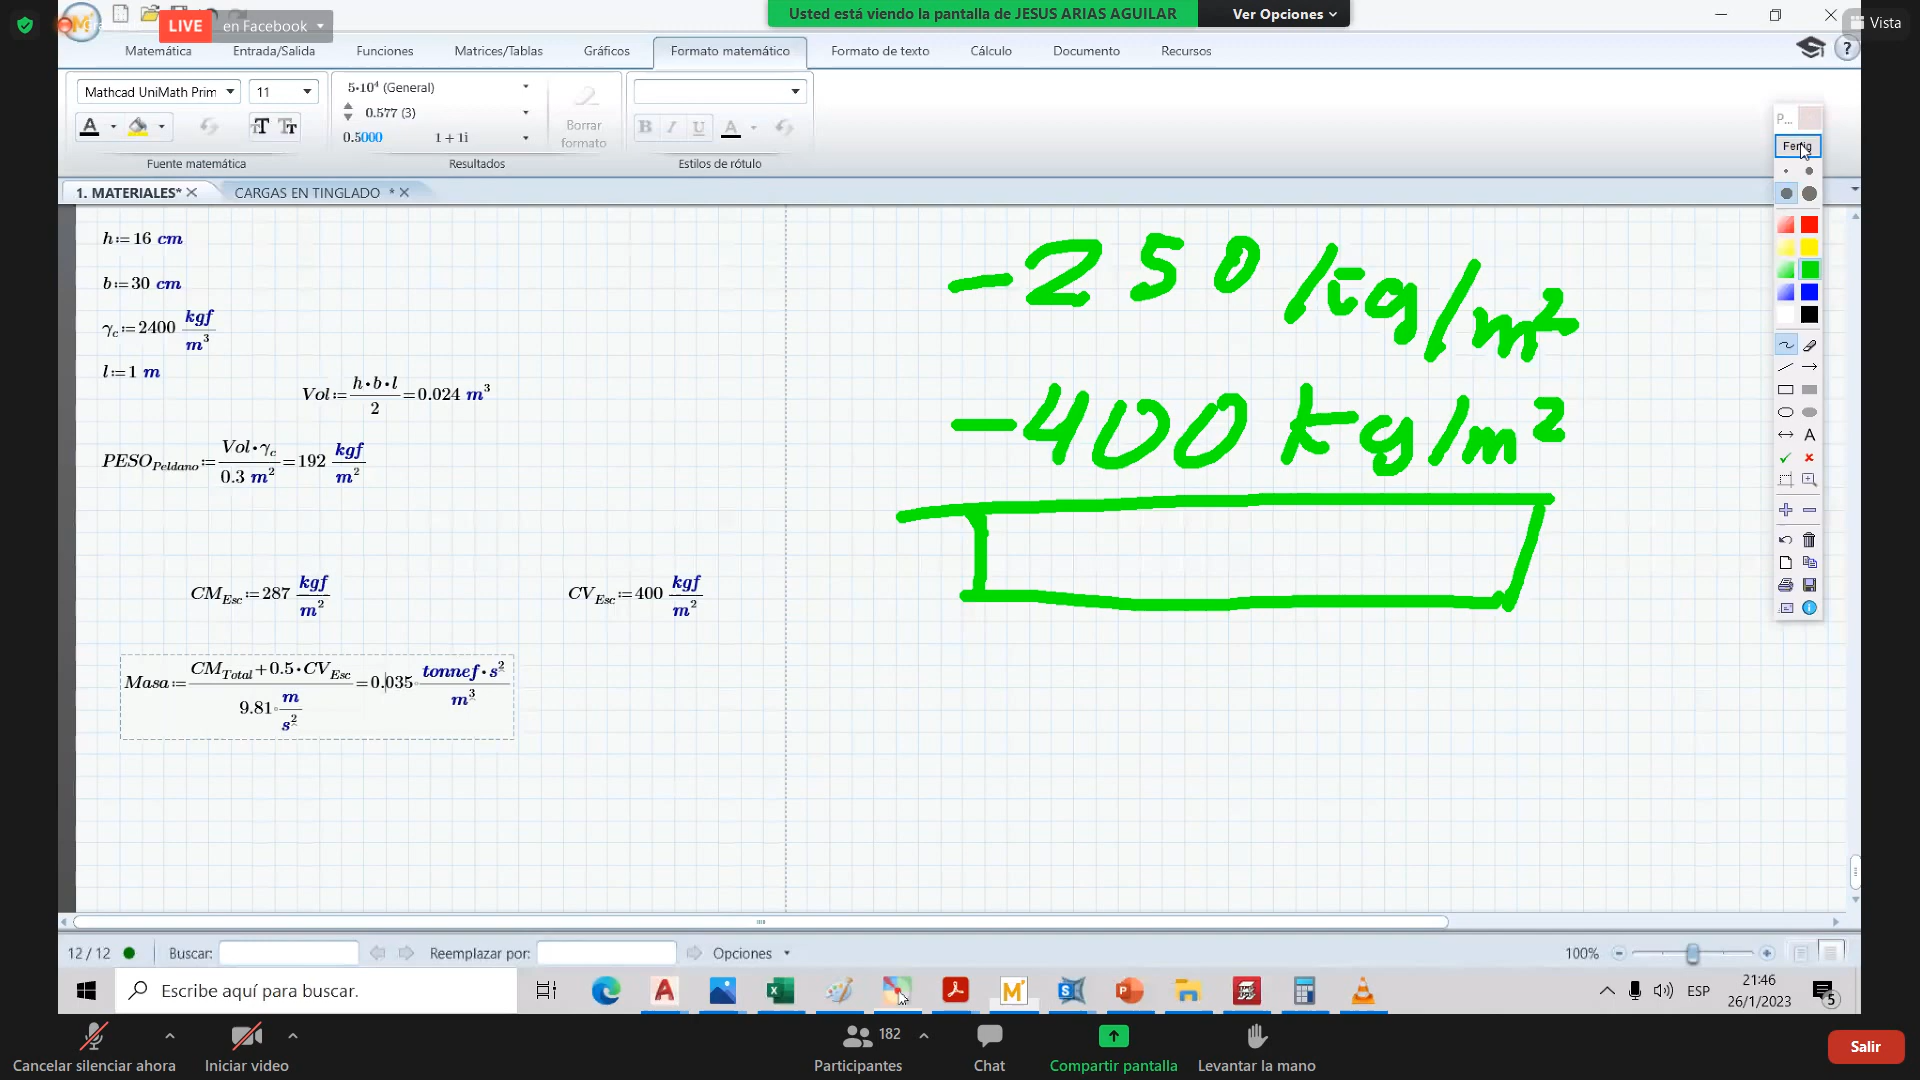 LIVE en Facebook
Usted está viendo la pantalla de JESUS ARIAS AGUILAR
Ver Opciones
Vista
Matemática Entrada/Salida Funciones Matrices/Tablas Gráficos Formato matemático Formato de texto Cálculo Documento Recursos
Mathcad UniMath Prim 11
5•10⁴ (General)
0.577 (3)
0.5000 1 + 1i
Borrar formato
Fuente matemática Resultados Estilos de rótulo
P...
Fertig
1. MATERIALES* CARGAS EN TINGLADO *
h:=16 cm
b:=30 cm
γc:=2400 kgf/m³
l:=1 m
Vol:=h•b•l/2=0.024 m³
PESO_Peldano:=Vol•γc/0.3 m²=192 kgf/m²
CM_Esc:=287 kgf/m²
CV_Esc:=400 kgf/m²
Masa:=(CM_Total+0.5•CV_Esc)/(9.81 m/s²)=0.035 tonnef•s²/m³
-250 kg/m²
-400 kg/m²
12 / 12 Buscar: Reemplazar por: Opciones 100%
Escribe aquí para buscar.
ESP
21:46
26/1/2023
5
Cancelar silenciar ahora
Iniciar video
182
Participantes
Chat
Compartir pantalla
Levantar la mano
Salir